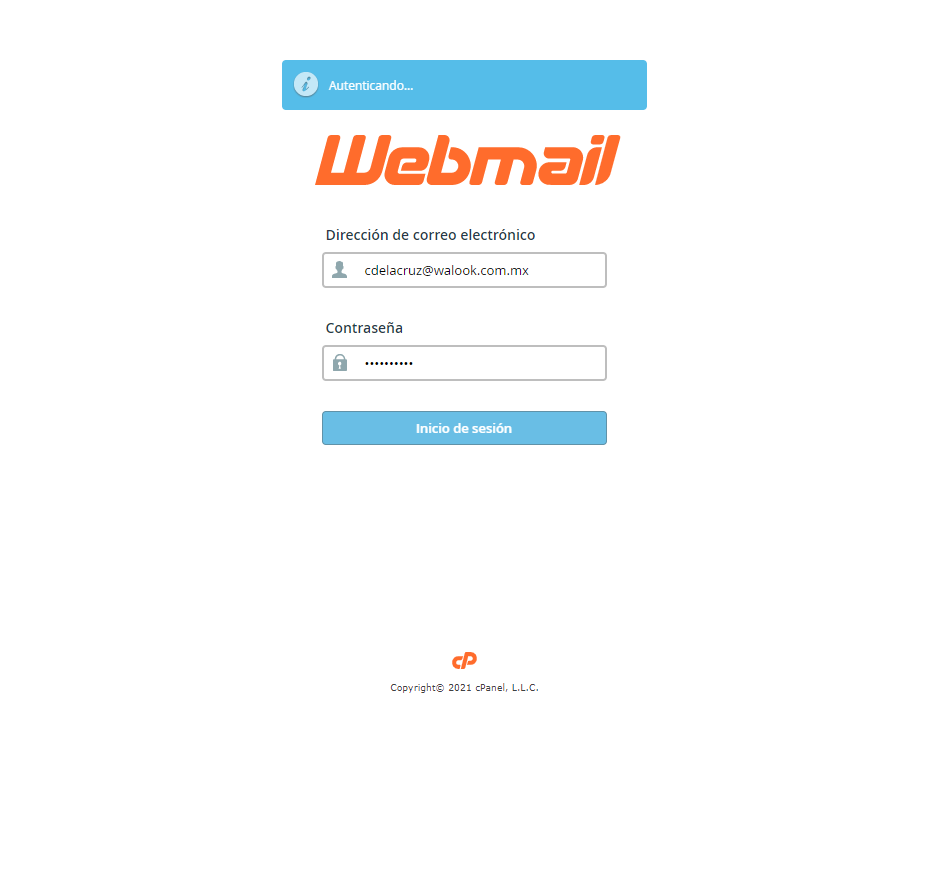 Autenticando...
Webmail
Dirección de correo electrónico
cdelacruz@walook.com.mx
Contraseña
••••••••••
Inicio de sesión
cP
Copyright© 2021 cPanel, L.L.C.